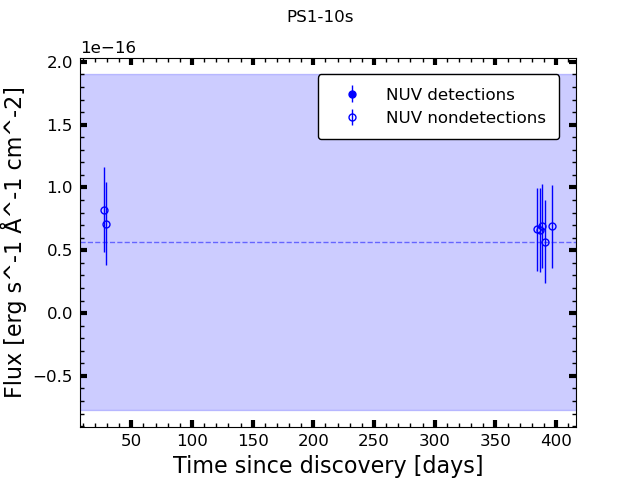 PS1-10s
1e−16
2.0
1.5
1.0
0.5
0.0
−0.5
Flux [erg s^-1 Å^-1 cm^-2]
NUV detections
NUV nondetections
50 100 150 200 250 300 350 400
Time since discovery [days]